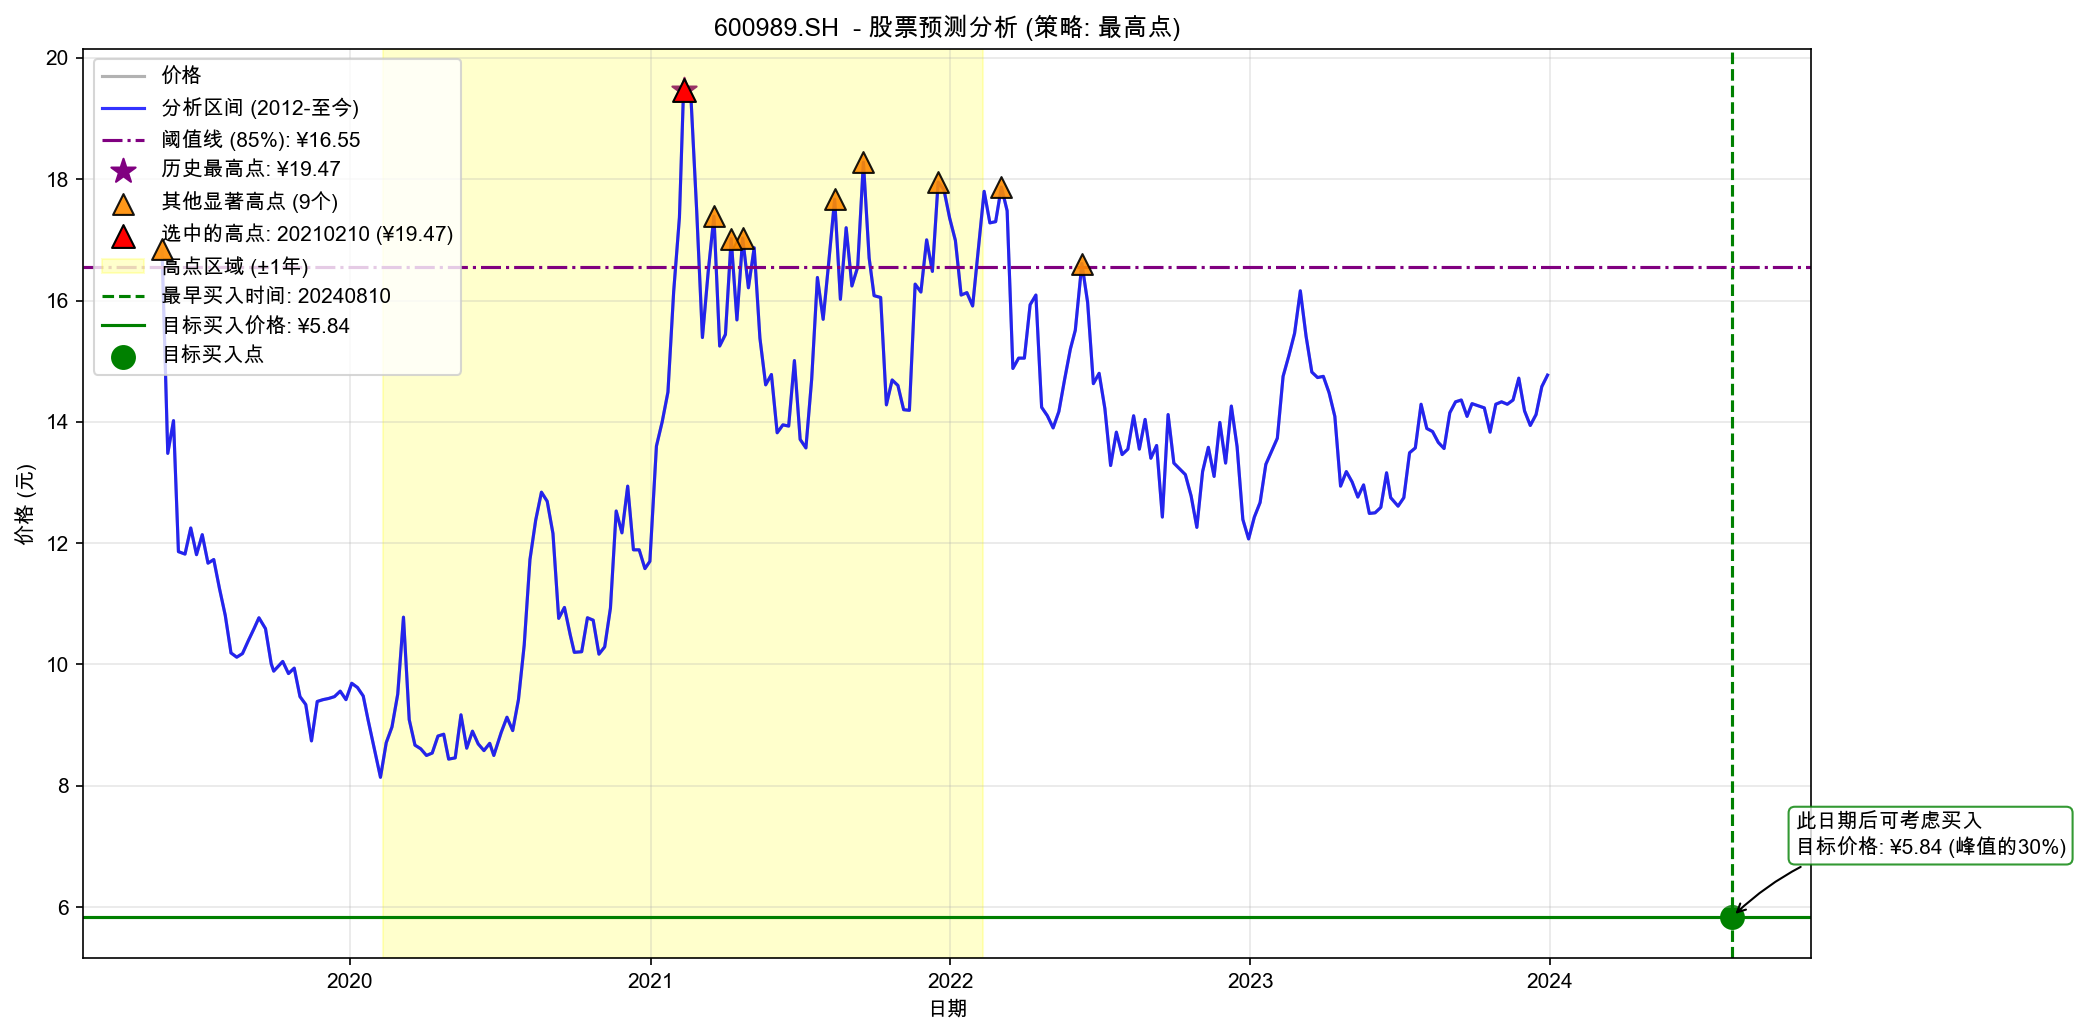 600989.SH - 股票预测分析 (策略: 最高点)
价格
分析区间 (2012-至今)
阈值线 (85%): ¥16.55
历史最高点: ¥19.47
其他显著高点 (9个)
选中的高点: 20210210 (¥19.47)
高点区域 (±1年)
最早买入时间: 20240810
目标买入价格: ¥5.84
目标买入点
20
18
16
14
12
10
8
6
价格 (元)
此日期后可考虑买入
目标价格: ¥5.84 (峰值的30%)
2020
2021
2022
2023
2024
日期